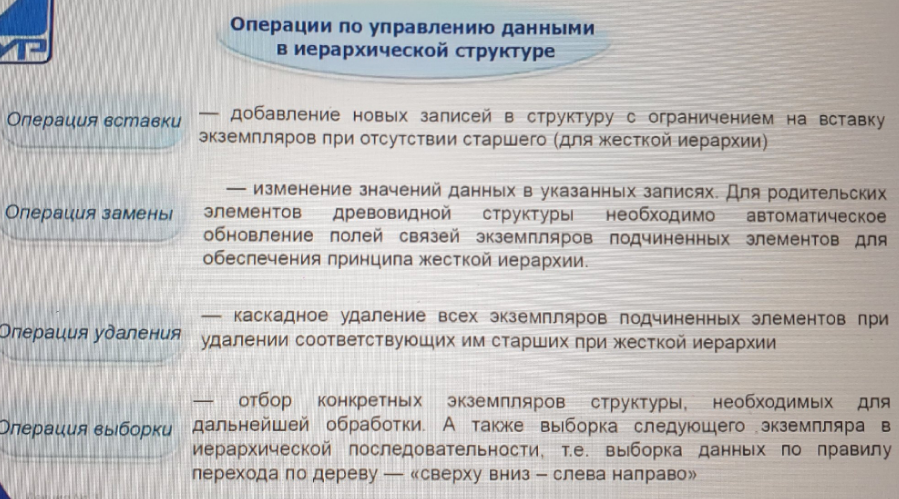 УГР
Операции по управлению данными
в иерархической структуре
Операция вставки
— добавление новых записей в структуру с ограничением на вставку
экземпляров при отсутствии старшего (для жесткой иерархии)
Операция замены
— изменение значений данных в указанных записях. Для родительских
элементов древовидной структуры необходимо автоматическое
обновление полей связей экземпляров подчиненных элементов для
обеспечения принципа жесткой иерархии.
Операция удаления
— каскадное удаление всех экземпляров подчиненных элементов при
удалении соответствующих им старших при жесткой иерархии
Операция выборки
— отбор конкретных экземпляров структуры, необходимых для
дальнейшей обработки. А также выборка следующего экземпляра в
иерархической последовательности, т.е. выборка данных по правилу
перехода по дереву — «сверху вниз – слева направо»